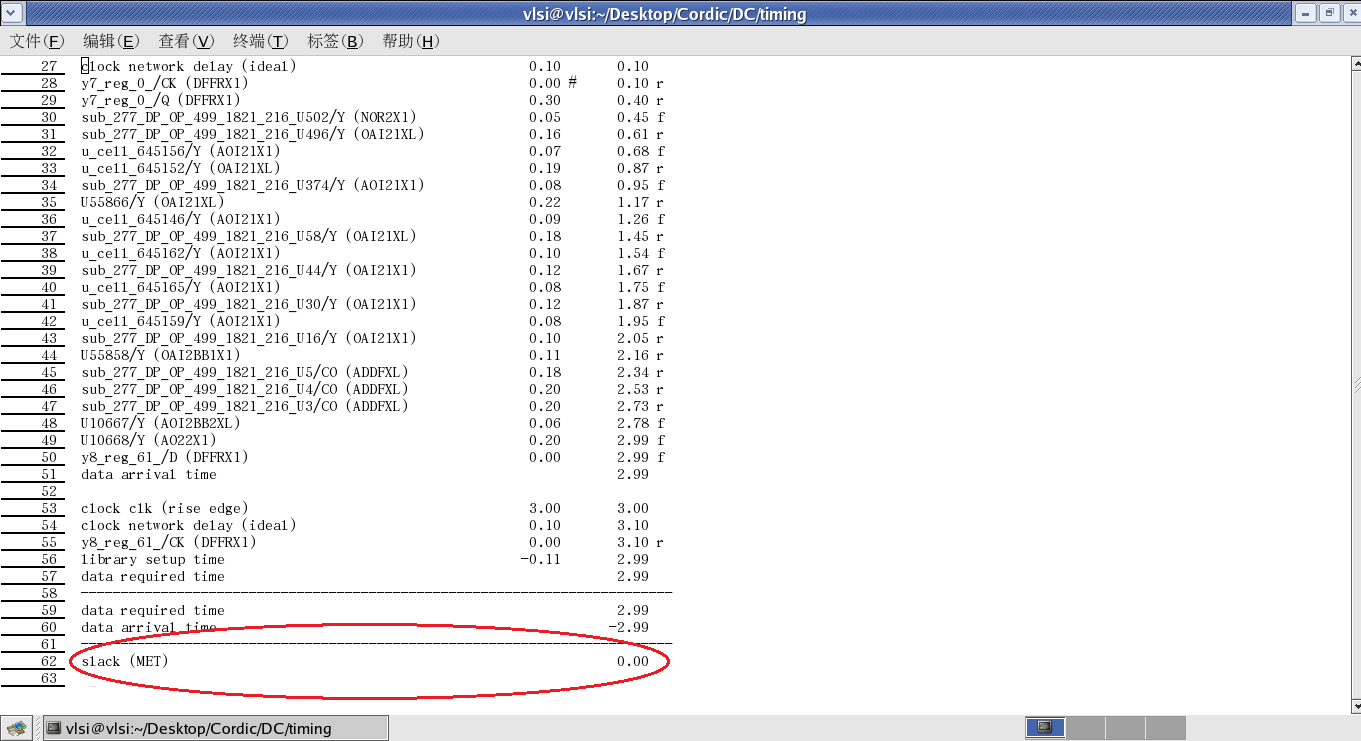 vlsi@vlsi:~/Desktop/Cordic/DC/timing
文件(F) 编辑(E) 查看(V) 终端(T) 标签(B) 帮助(H)
27 clock network delay (ideal) 0.10 0.10
28 y7_reg_0_/CK (DFFRX1) 0.00 # 0.10 r
29 y7_reg_0_/Q (DFFRX1) 0.30 0.40 r
30 sub_277_DP_OP_499_1821_216_U502/Y (NOR2X1) 0.05 0.45 f
31 sub_277_DP_OP_499_1821_216_U496/Y (OAI21XL) 0.16 0.61 r
32 u_cell_645156/Y (AOI21X1) 0.07 0.68 f
33 u_cell_645152/Y (OAI21XL) 0.19 0.87 r
34 sub_277_DP_OP_499_1821_216_U374/Y (AOI21X1) 0.08 0.95 f
35 U55866/Y (OAI21XL) 0.22 1.17 r
36 u_cell_645146/Y (AOI21X1) 0.09 1.26 f
37 sub_277_DP_OP_499_1821_216_U58/Y (OAI21XL) 0.18 1.45 r
38 u_cell_645162/Y (AOI21X1) 0.10 1.54 f
39 sub_277_DP_OP_499_1821_216_U44/Y (OAI21X1) 0.12 1.67 r
40 u_cell_645165/Y (AOI21X1) 0.08 1.75 f
41 sub_277_DP_OP_499_1821_216_U30/Y (OAI21X1) 0.12 1.87 r
42 u_cell_645159/Y (AOI21X1) 0.08 1.95 f
43 sub_277_DP_OP_499_1821_216_U16/Y (OAI21X1) 0.10 2.05 r
44 U55858/Y (OAI2BB1X1) 0.11 2.16 r
45 sub_277_DP_OP_499_1821_216_U5/CO (ADDFXL) 0.18 2.34 r
46 sub_277_DP_OP_499_1821_216_U4/CO (ADDFXL) 0.20 2.53 r
47 sub_277_DP_OP_499_1821_216_U3/CO (ADDFXL) 0.20 2.73 r
48 U10667/Y (AOI2BB2XL) 0.06 2.78 f
49 U10668/Y (AO22X1) 0.20 2.99 f
50 y8_reg_61_/D (DFFRX1) 0.00 2.99 f
51 data arrival time 2.99
52
53 clock clk (rise edge) 3.00 3.00
54 clock network delay (ideal) 0.10 3.10
55 y8_reg_61_/CK (DFFRX1) 0.00 3.10 r
56 library setup time -0.11 2.99
57 data required time 2.99
58 --------------------------------------------------------------------------
59 data required time 2.99
60 data arrival time -2.99
61 --------------------------------------------------------------------------
62 slack (MET) 0.00
63
vlsi@vlsi:~/Desktop/Cordic/DC/timing